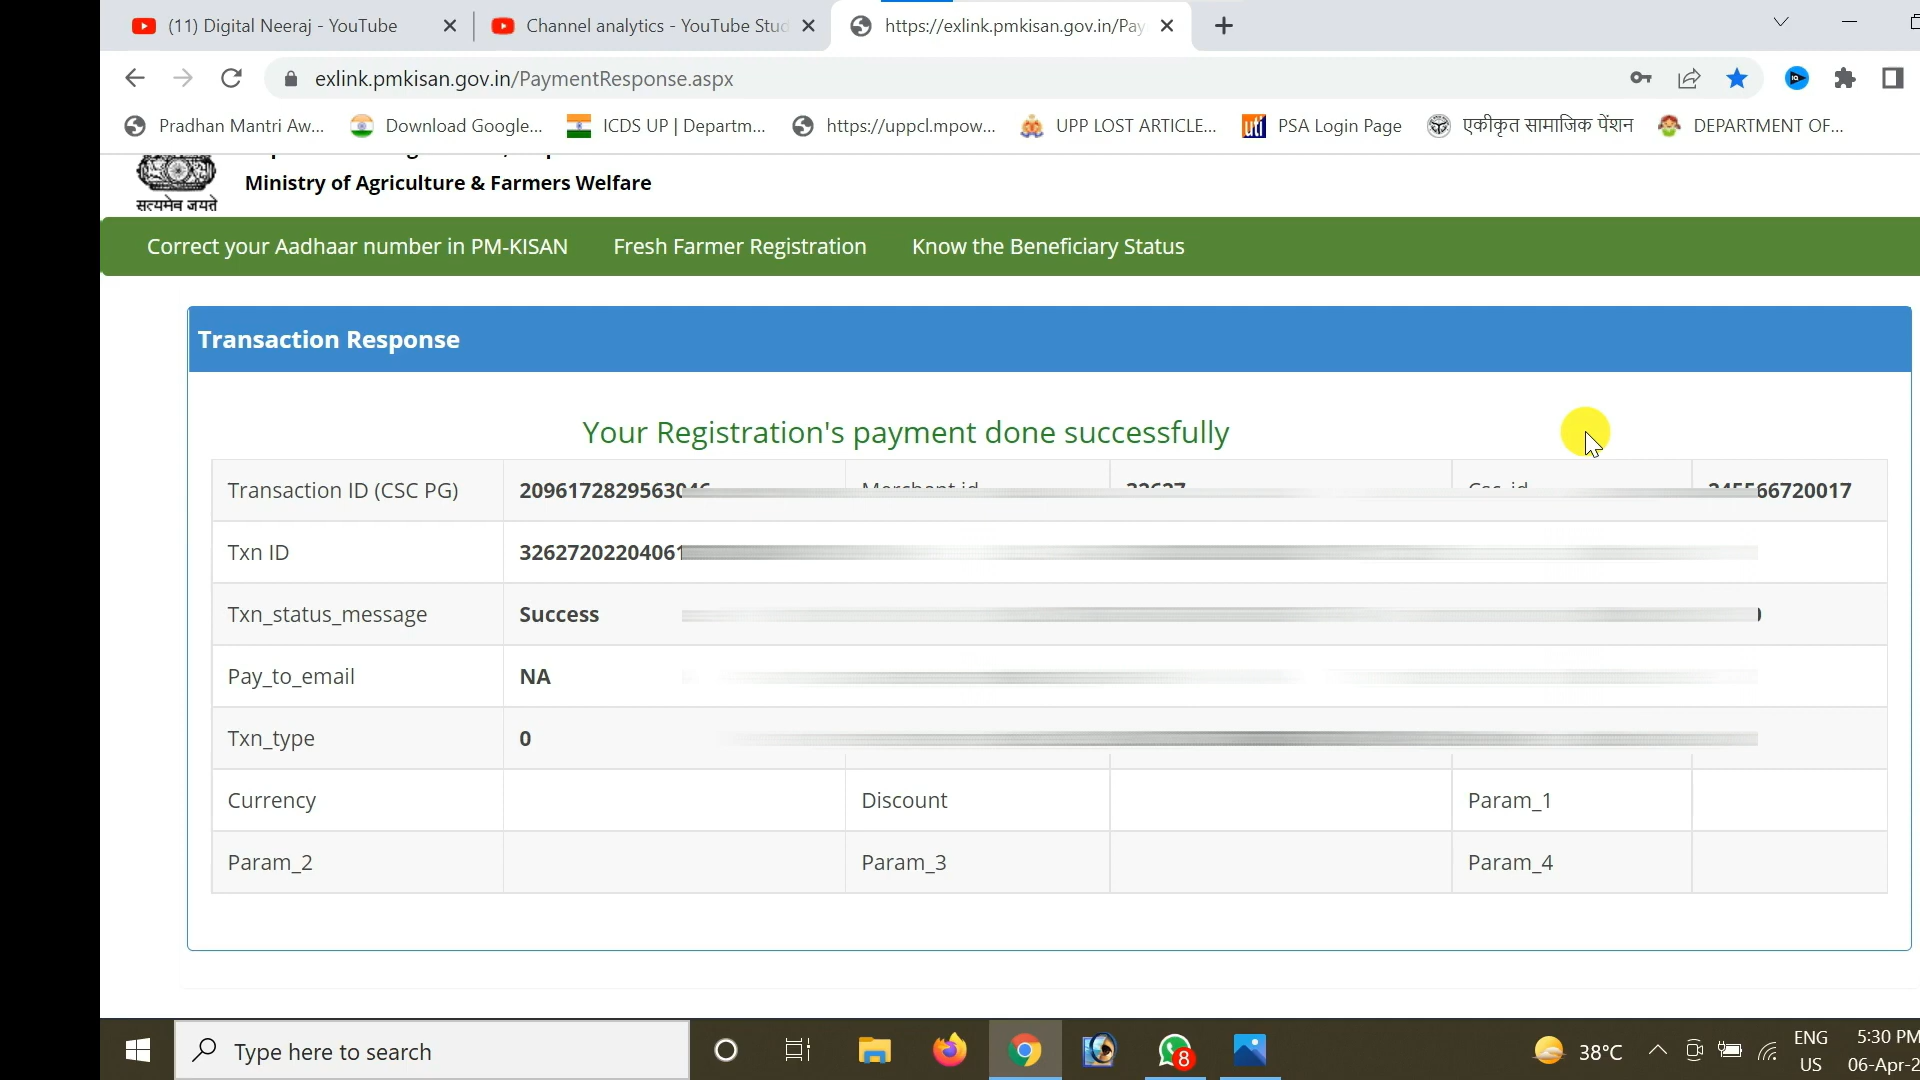 (11) Digital Neeraj - YouTube
Channel analytics - YouTube Stud
https://exlink.pmkisan.gov.in/Pay
exlink.pmkisan.gov.in/PaymentResponse.aspx
Pradhan Mantri Aw...
Download Google...
ICDS UP | Departm...
https://uppcl.mpow...
UPP LOST ARTICLE...
uti
PSA Login Page
एकीकृत सामाजिक पेंशन
DEPARTMENT OF...
सत्यमेव जयते
Ministry of Agriculture & Farmers Welfare
Correct your Aadhaar number in PM-KISAN
Fresh Farmer Registration
Know the Beneficiary Status
Transaction Response
Your Registration's payment done successfully
Transaction ID (CSC PG)
Txn ID
Txn_status_message Success
Pay_to_email NA
Txn_type 0
Currency Discount Param_1
Param_2 Param_3 Param_4
Type here to search
8
38°C
ENG
US
5:30 PM
06-Apr-2